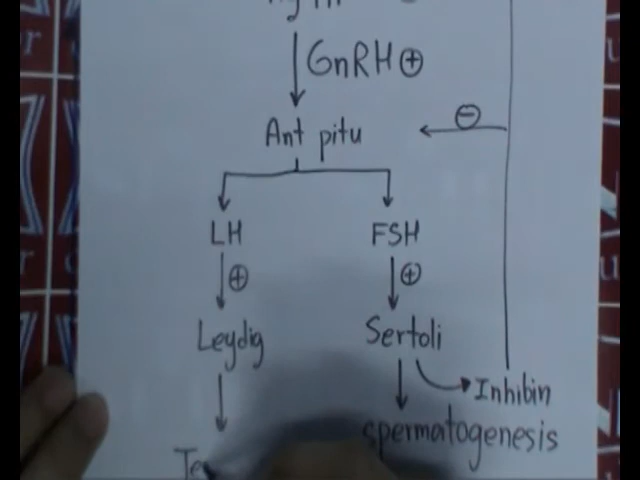 GnRH ⊕
⊖
Ant pitu
LH FSH
⊕ ⊕
Leydig Sertoli
Inhibin
spermatogenesis